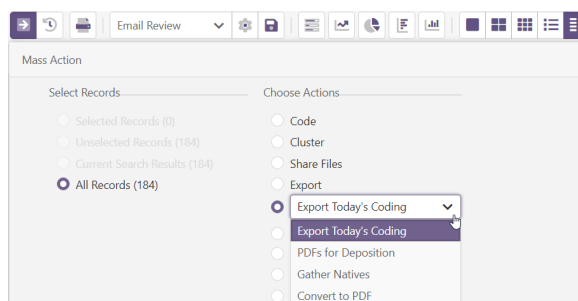 Email Review
Mass Action
Select Records
Selected Records (0)
Unselected Records (184)
Current Search Results (184)
All Records (184)
Choose Actions
Code
Cluster
Share Files
Export
Export Today's Coding
Export Today's Coding
PDFs for Deposition
Gather Natives
Convert to PDF